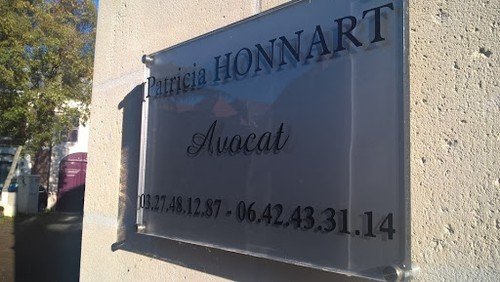 Patricia HONNART
Avocat
03.27.48.12.87 - 06.42.43.31.14